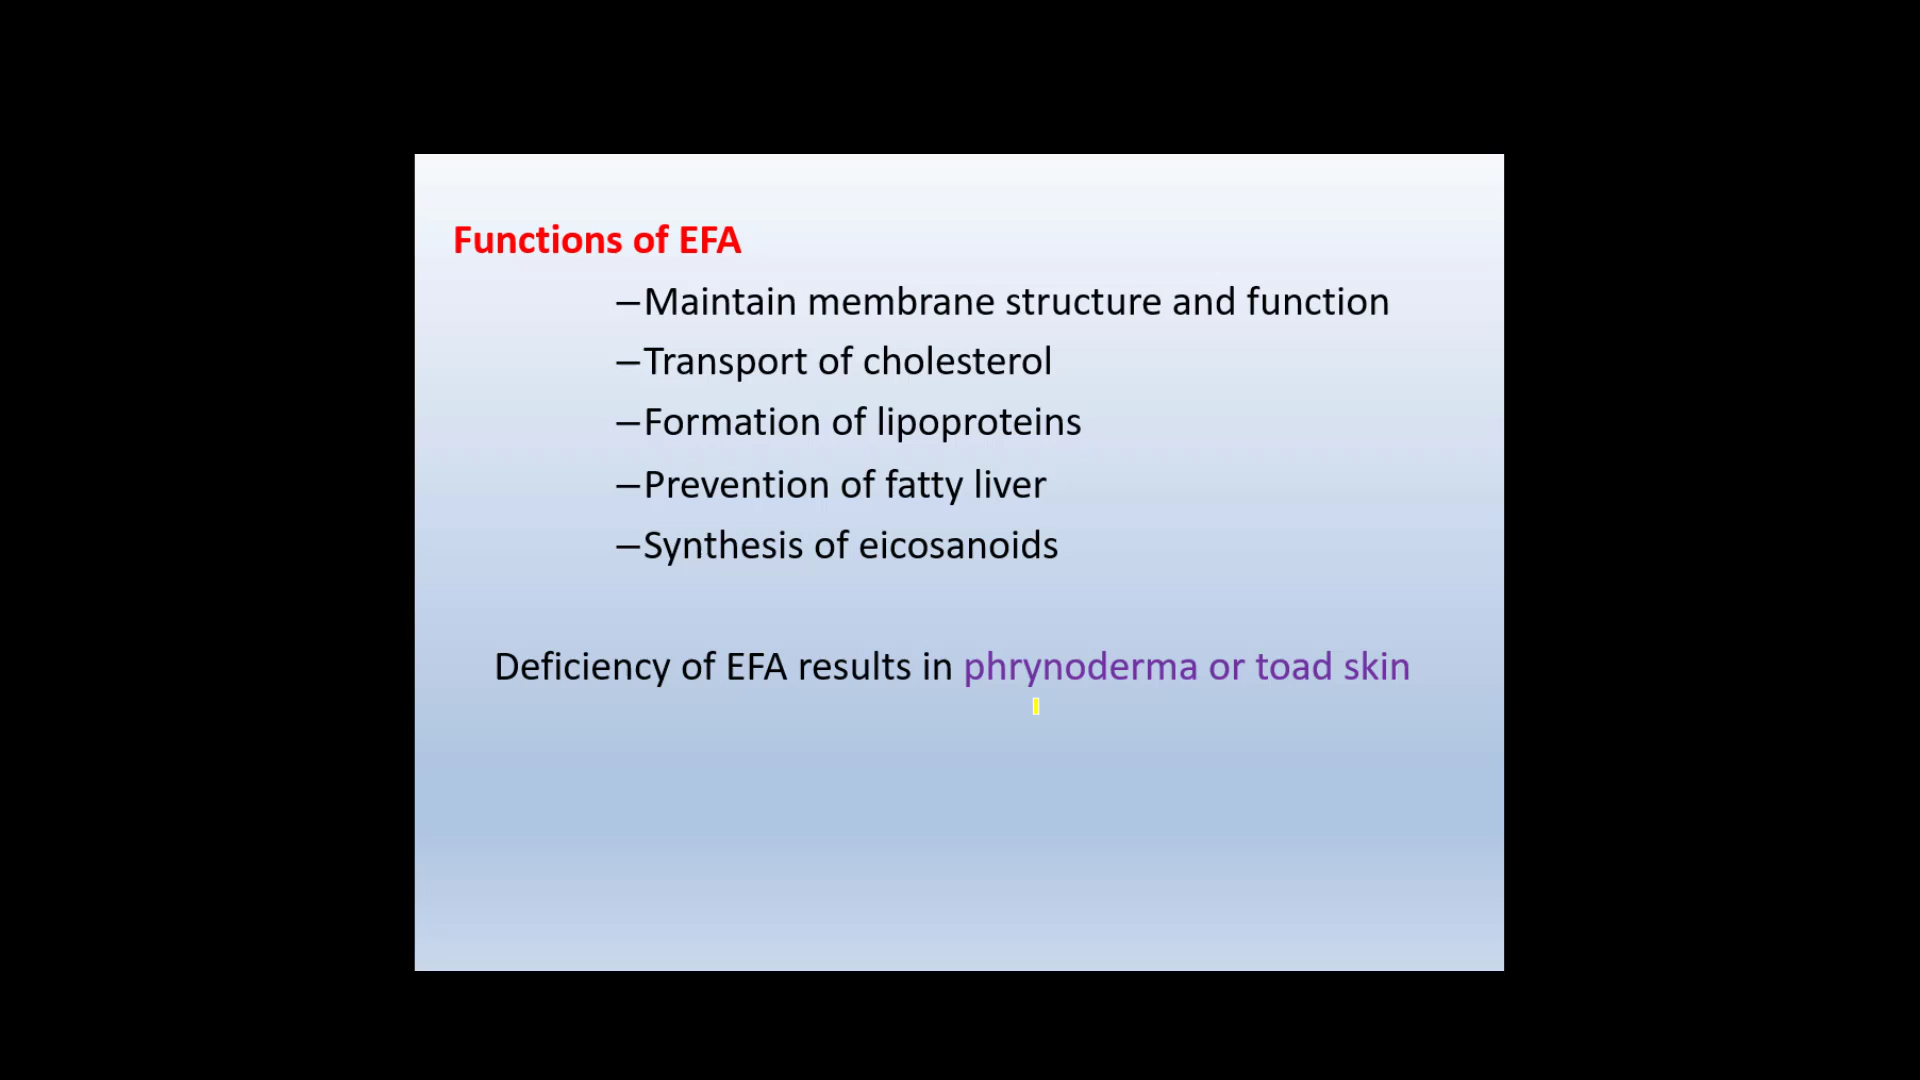 Functions of EFA
–Maintain membrane structure and function
–Transport of cholesterol
–Formation of lipoproteins
–Prevention of fatty liver
–Synthesis of eicosanoids
Deficiency of EFA results in phrynoderma or toad skin